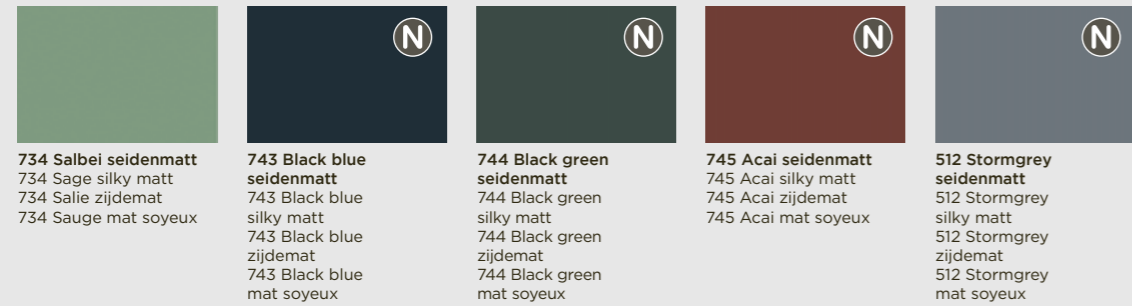 N
N
N
N
734 Salbei seidenmatt
734 Sage silky matt
734 Salie zijdemat
734 Sauge mat soyeux
743 Black blue
seidenmatt
743 Black blue
silky matt
743 Black blue
zijdemat
743 Black blue
mat soyeux
744 Black green
seidenmatt
744 Black green
silky matt
744 Black green
zijdemat
744 Black green
mat soyeux
745 Acai seidenmatt
745 Acai silky matt
745 Acai zijdemat
745 Acai mat soyeux
512 Stormgrey
seidenmatt
512 Stormgrey
silky matt
512 Stormgrey
zijdemat
512 Stormgrey
mat soyeux